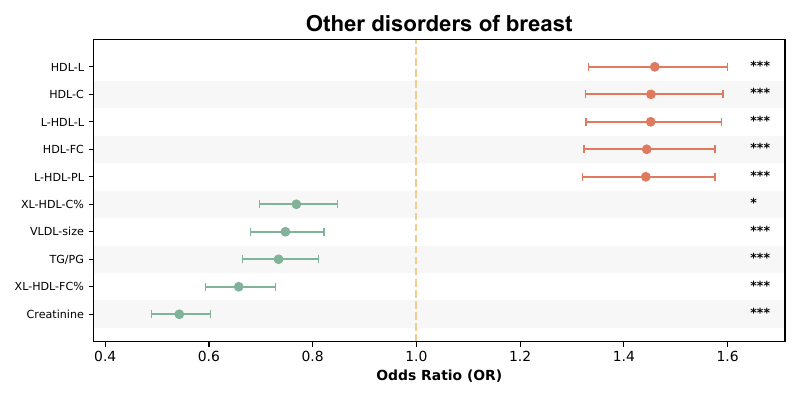 Other disorders of breast
HDL-L ***
HDL-C ***
L-HDL-L ***
HDL-FC ***
L-HDL-PL ***
XL-HDL-C% *
VLDL-size ***
TG/PG ***
XL-HDL-FC% ***
Creatinine ***
0.4 0.6 0.8 1.0 1.2 1.4 1.6
Odds Ratio (OR)